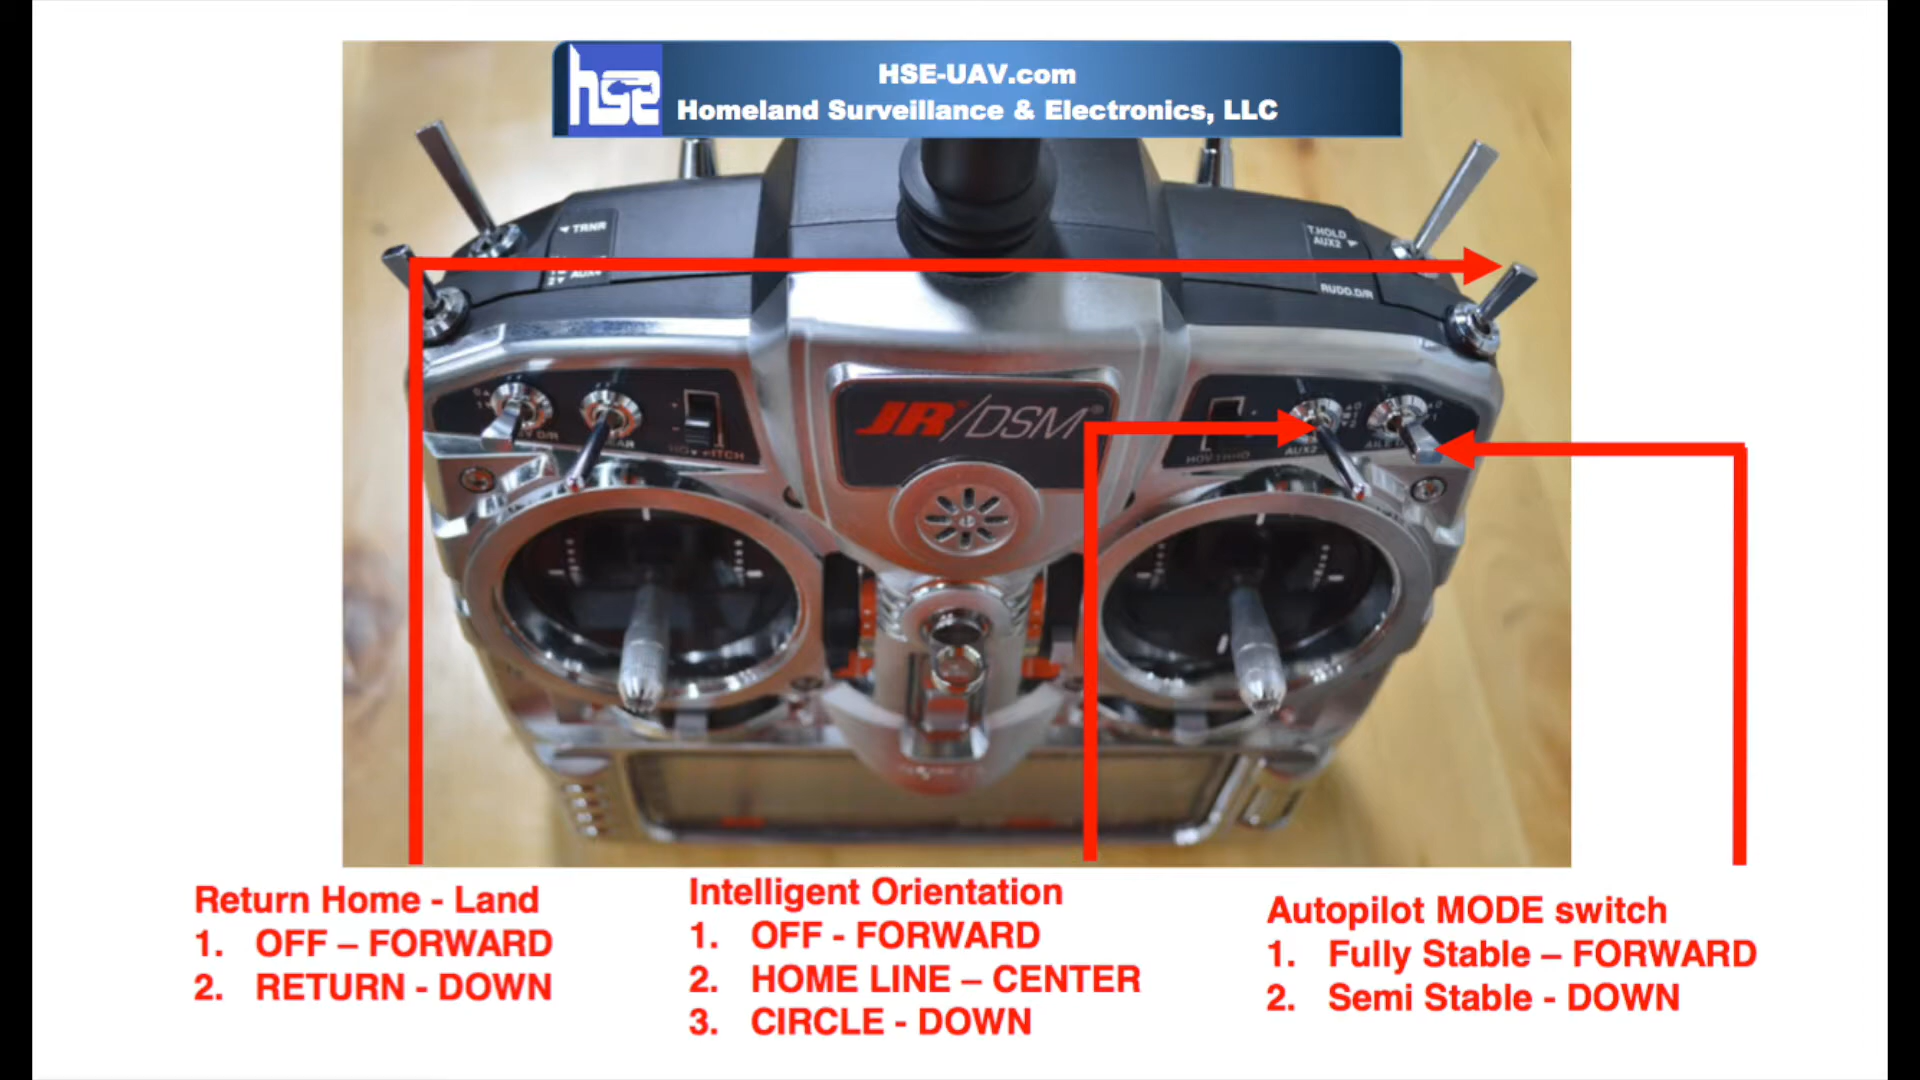 hse
HSE-UAV.com
Homeland Surveillance & Electronics, LLC
TRNR
T.HOLD
AUX2
RUDD.D/R
JR/DSM®
AUX2
Return Home - Land
1. OFF – FORWARD
2. RETURN - DOWN
Intelligent Orientation
1. OFF - FORWARD
2. HOME LINE – CENTER
3. CIRCLE - DOWN
Autopilot MODE switch
1. Fully Stable – FORWARD
2. Semi Stable - DOWN